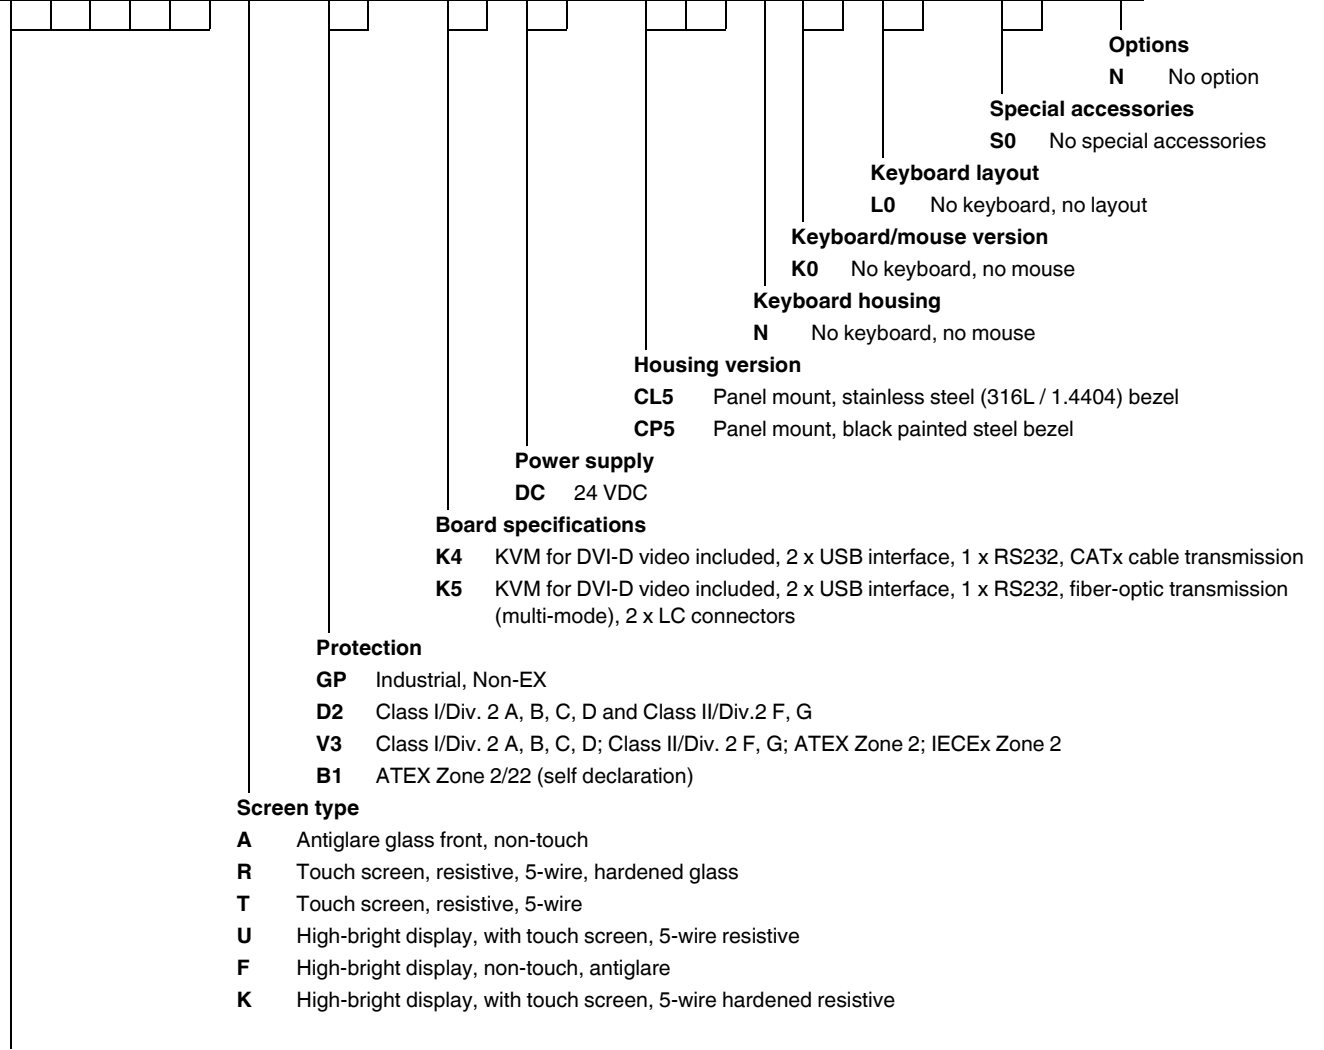 Options
N No option
Special accessories
S0 No special accessories
Keyboard layout
L0 No keyboard, no layout
Keyboard/mouse version
K0 No keyboard, no mouse
Keyboard housing
N No keyboard, no mouse
Housing version
CL5 Panel mount, stainless steel (316L / 1.4404) bezel
CP5 Panel mount, black painted steel bezel
Power supply
DC 24 VDC
Board specifications
K4 KVM for DVI-D video included, 2 x USB interface, 1 x RS232, CATx cable transmission
K5 KVM for DVI-D video included, 2 x USB interface, 1 x RS232, fiber-optic transmission
(multi-mode), 2 x LC connectors
Protection
GP Industrial, Non-EX
D2 Class I/Div. 2 A, B, C, D and Class II/Div.2 F, G
V3 Class I/Div. 2 A, B, C, D; Class II/Div. 2 F, G; ATEX Zone 2; IECEx Zone 2
B1 ATEX Zone 2/22 (self declaration)
Screen type
A Antiglare glass front, non-touch
R Touch screen, resistive, 5-wire, hardened glass
T Touch screen, resistive, 5-wire
U High-bright display, with touch screen, 5-wire resistive
F High-bright display, non-touch, antiglare
K High-bright display, with touch screen, 5-wire hardened resistive